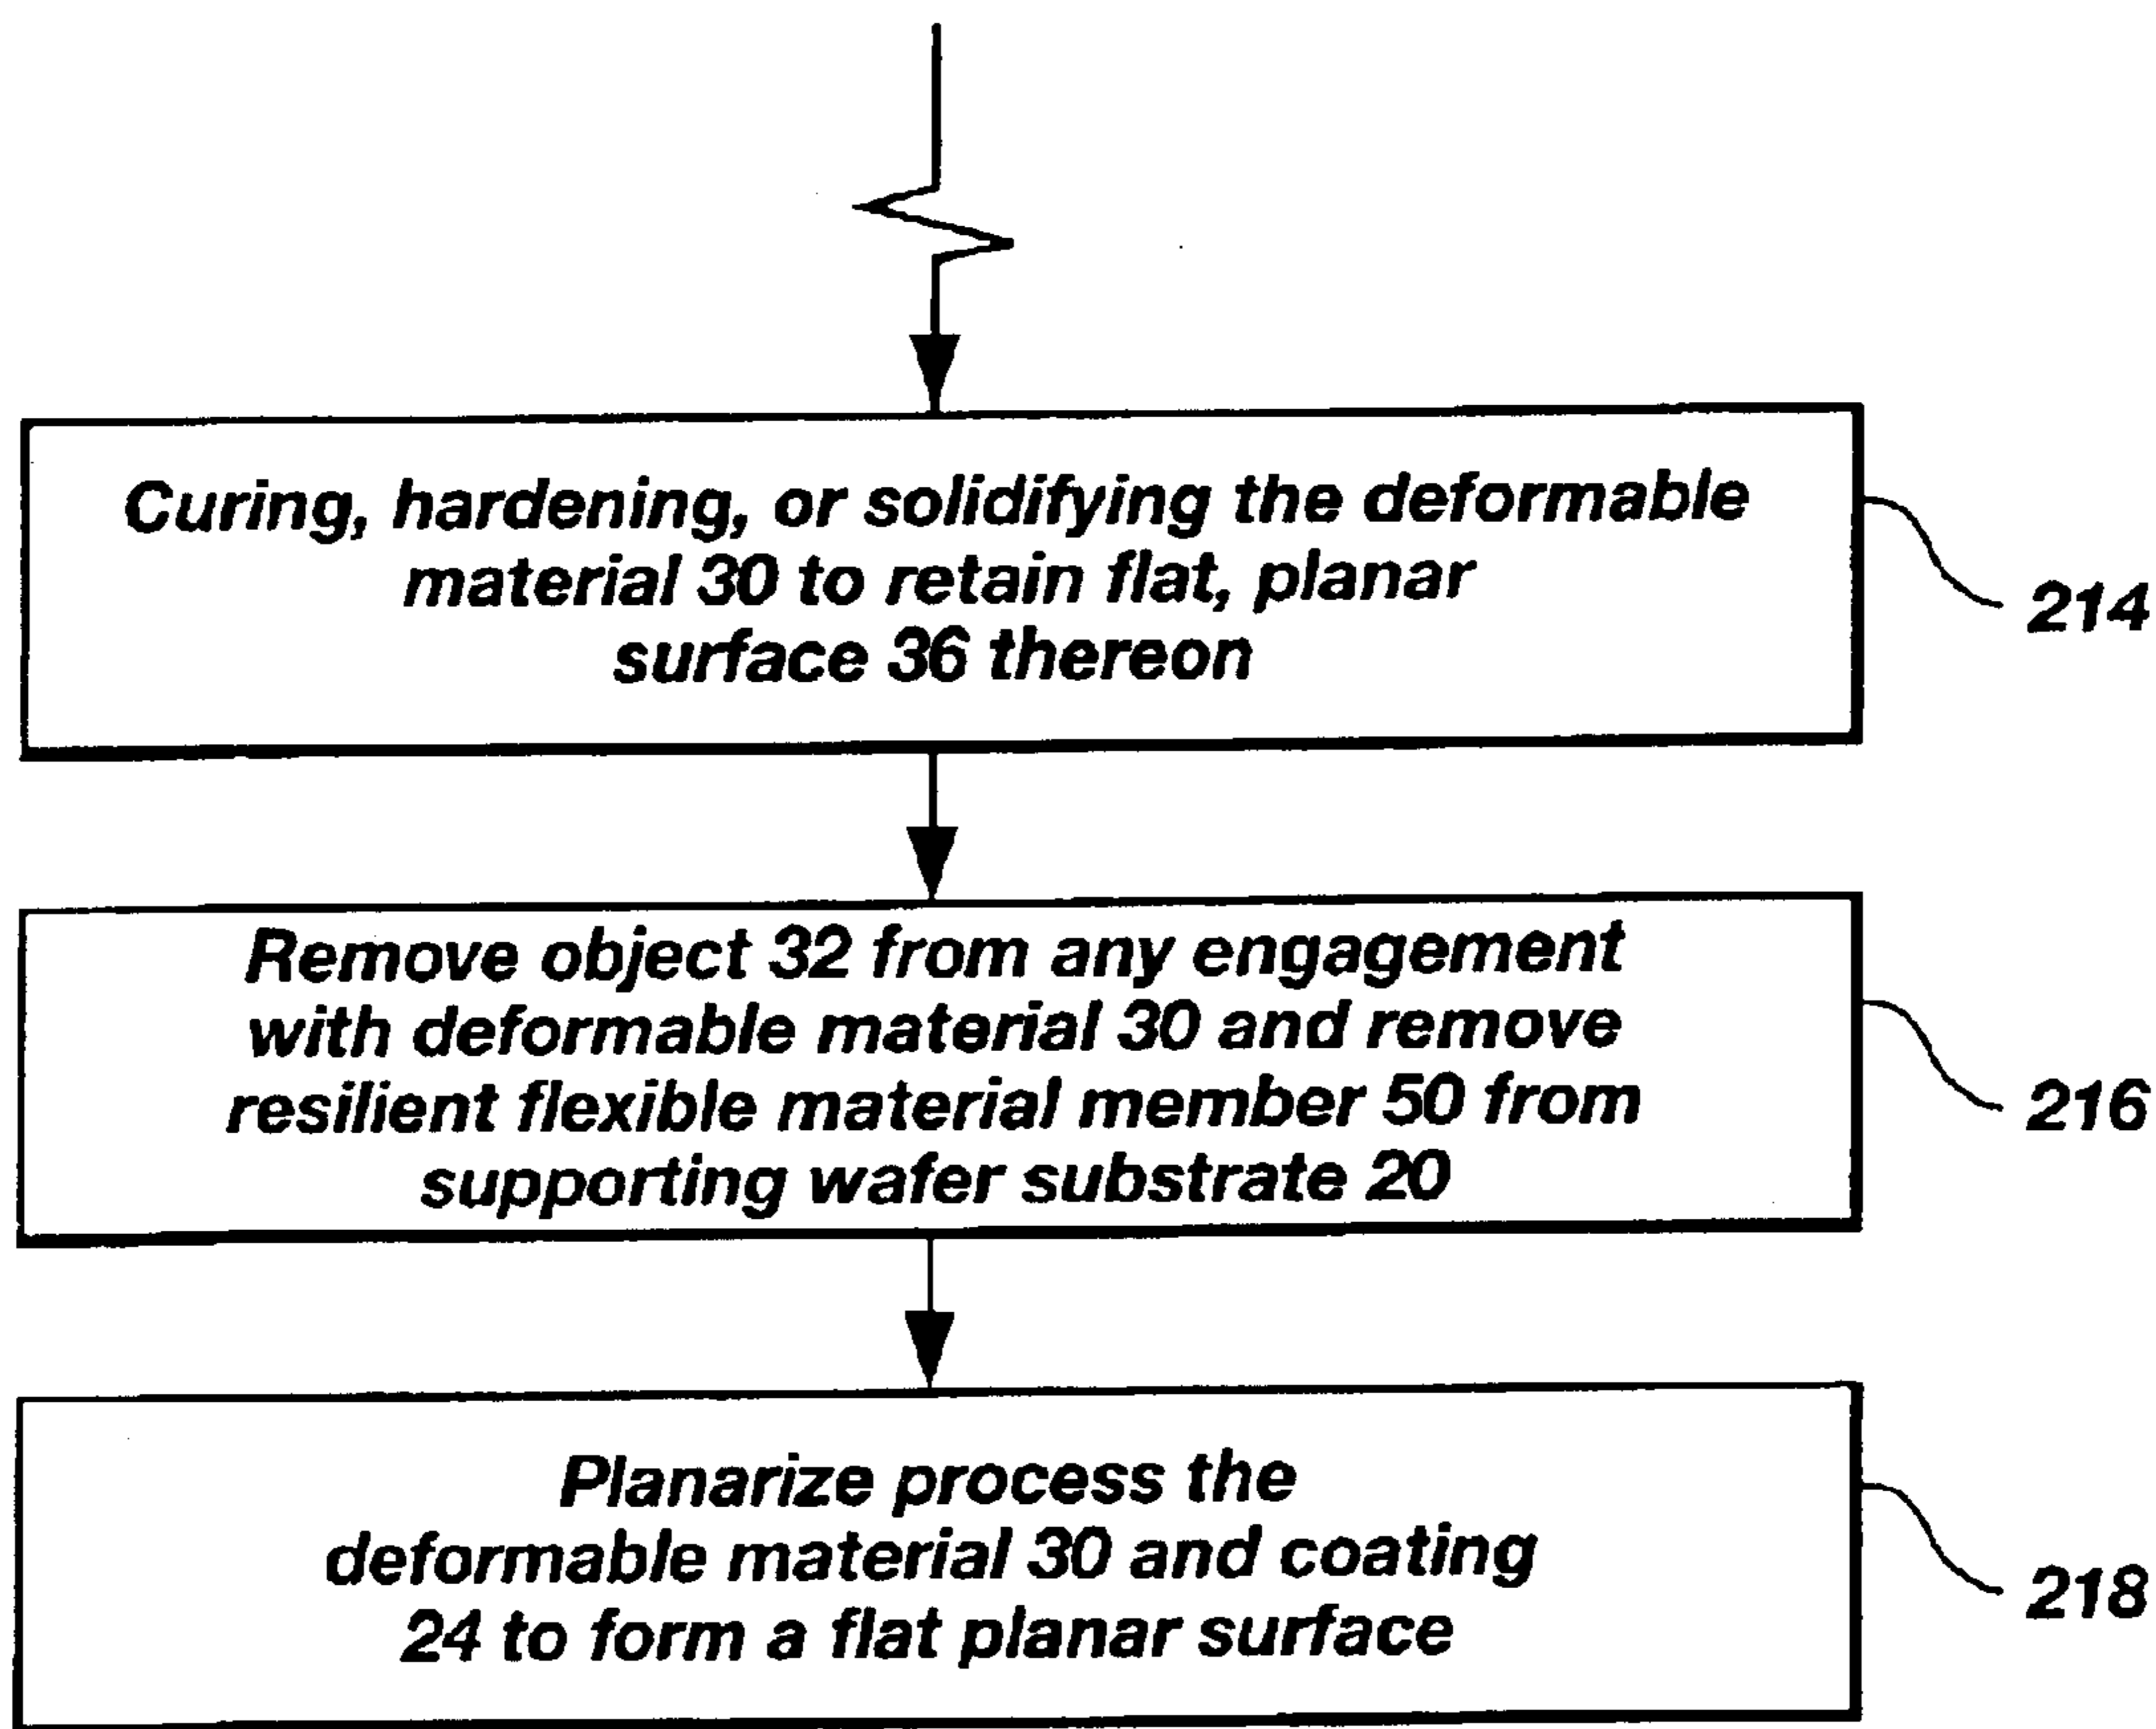 Curing, hardening, or solidifying the deformable
material 30 to retain flat, planar
surface 36 thereon
214
Remove object 32 from any engagement
with deformable material 30 and remove
resilient flexible material member 50 from
supporting wafer substrate 20
216
Planarize process the
deformable material 30 and coating
24 to form a flat planar surface
218